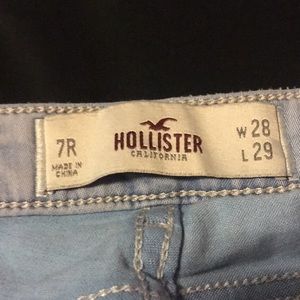 7R
MADE IN
CHINA
HOLLISTER
CALIFORNIA
W 28
L 29